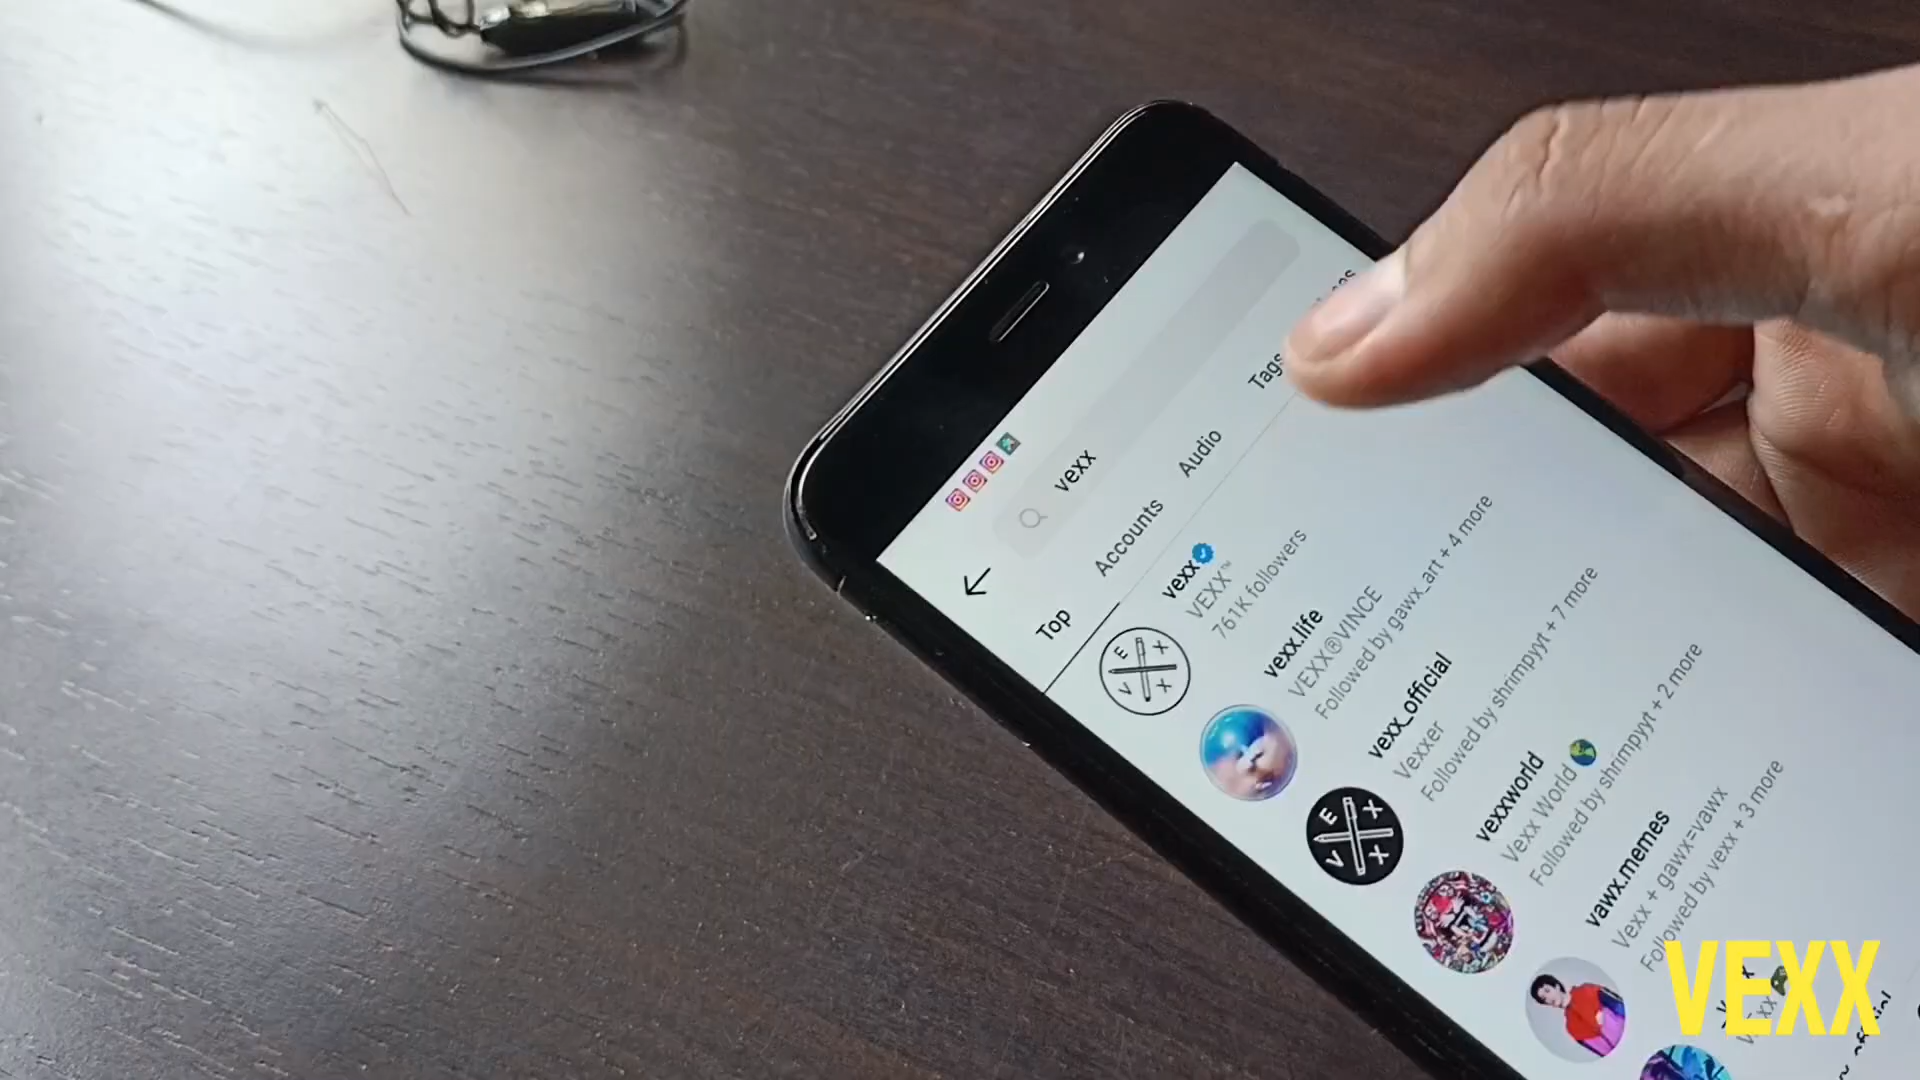 vexx
Top Accounts Audio Tags
vexx
VEXX™
761K followers
vexx.life
VEXX®VINCE
Followed by gawx_art + 4 more
vexx_official
Vexxer
Followed by shrimpyyt + 7 more
vexxworld
Vexx World
Followed by shrimpyyt + 2 more
vawx.memes
Vexx + gawx=vawx
Followed by vexx + 3 more
V E X X
V E X X
VEXX